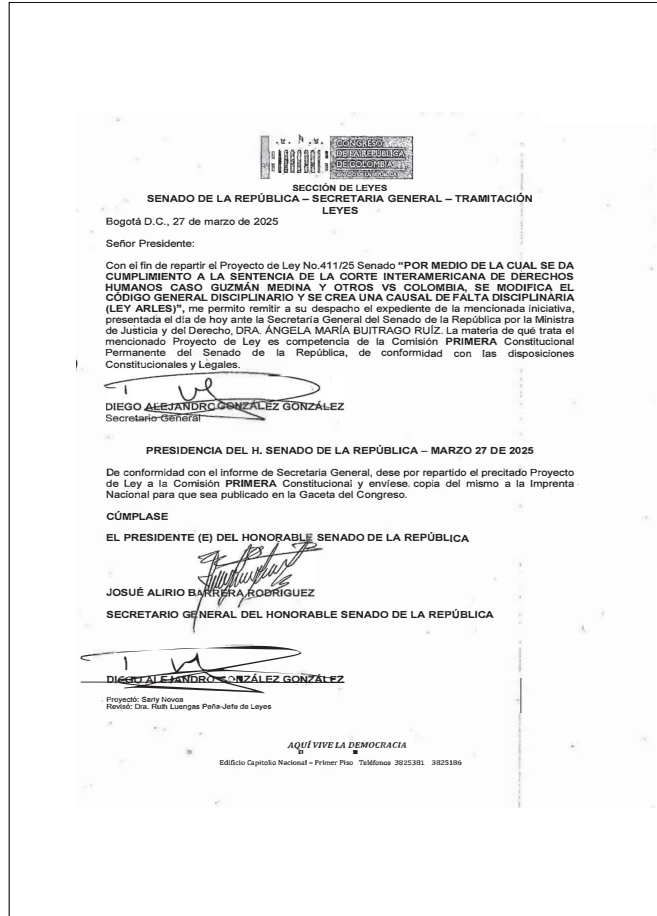 CONGRESO
DE LA REPÚBLICA
DE COLOMBIA
SECCIÓN DE LEYES
SENADO DE LA REPÚBLICA – SECRETARIA GENERAL – TRAMITACIÓN
LEYES
Bogotá D.C., 27 de marzo de 2025
Señor Presidente:
Con el fin de repartir el Proyecto de Ley No.411/25 Senado “POR MEDIO DE LA CUAL SE DA
CUMPLIMIENTO A LA SENTENCIA DE LA CORTE INTERAMERICANA DE DERECHOS
HUMANOS CASO GUZMÁN MEDINA Y OTROS VS COLOMBIA, SE MODIFICA EL
CÓDIGO GENERAL DISCIPLINARIO Y SE CREA UNA CAUSAL DE FALTA DISCIPLINARIA
(LEY ARLES)”, me permito remitir a su despacho el expediente de la mencionada iniciativa,
presentada el día de hoy ante la Secretaría General del Senado de la República por la Ministra
de Justicia y del Derecho, DRA. ÁNGELA MARÍA BUITRAGO RUÍZ. La materia de qué trata el
mencionado Proyecto de Ley es competencia de la Comisión PRIMERA Constitucional
Permanente del Senado de la República, de conformidad con las disposiciones
Constitucionales y Legales.
DIEGO ALEJANDRO GONZÁLEZ GONZÁLEZ
Secretario General
PRESIDENCIA DEL H. SENADO DE LA REPÚBLICA – MARZO 27 DE 2025
De conformidad con el informe de Secretaria General, dese por repartido el precitado Proyecto
de Ley a la Comisión PRIMERA Constitucional y envíese copia del mismo a la Imprenta
Nacional para que sea publicado en la Gaceta del Congreso.
CÚMPLASE
EL PRESIDENTE (E) DEL HONORABLE SENADO DE LA REPÚBLICA
JOSUÉ ALIRIO BARRERA RODRIGUEZ
SECRETARIO GENERAL DEL HONORABLE SENADO DE LA REPÚBLICA
DIEGO ALEJANDRO GONZÁLEZ GONZÁLEZ
Proyectó: Sarly Novoa
Revisó: Dra. Ruth Luengas Peña-Jefe de Leyes
AQUÍ VIVE LA DEMOCRACIA
Edificio Capitolio Nacional – Primer Piso Teléfonos 3825381 3825186